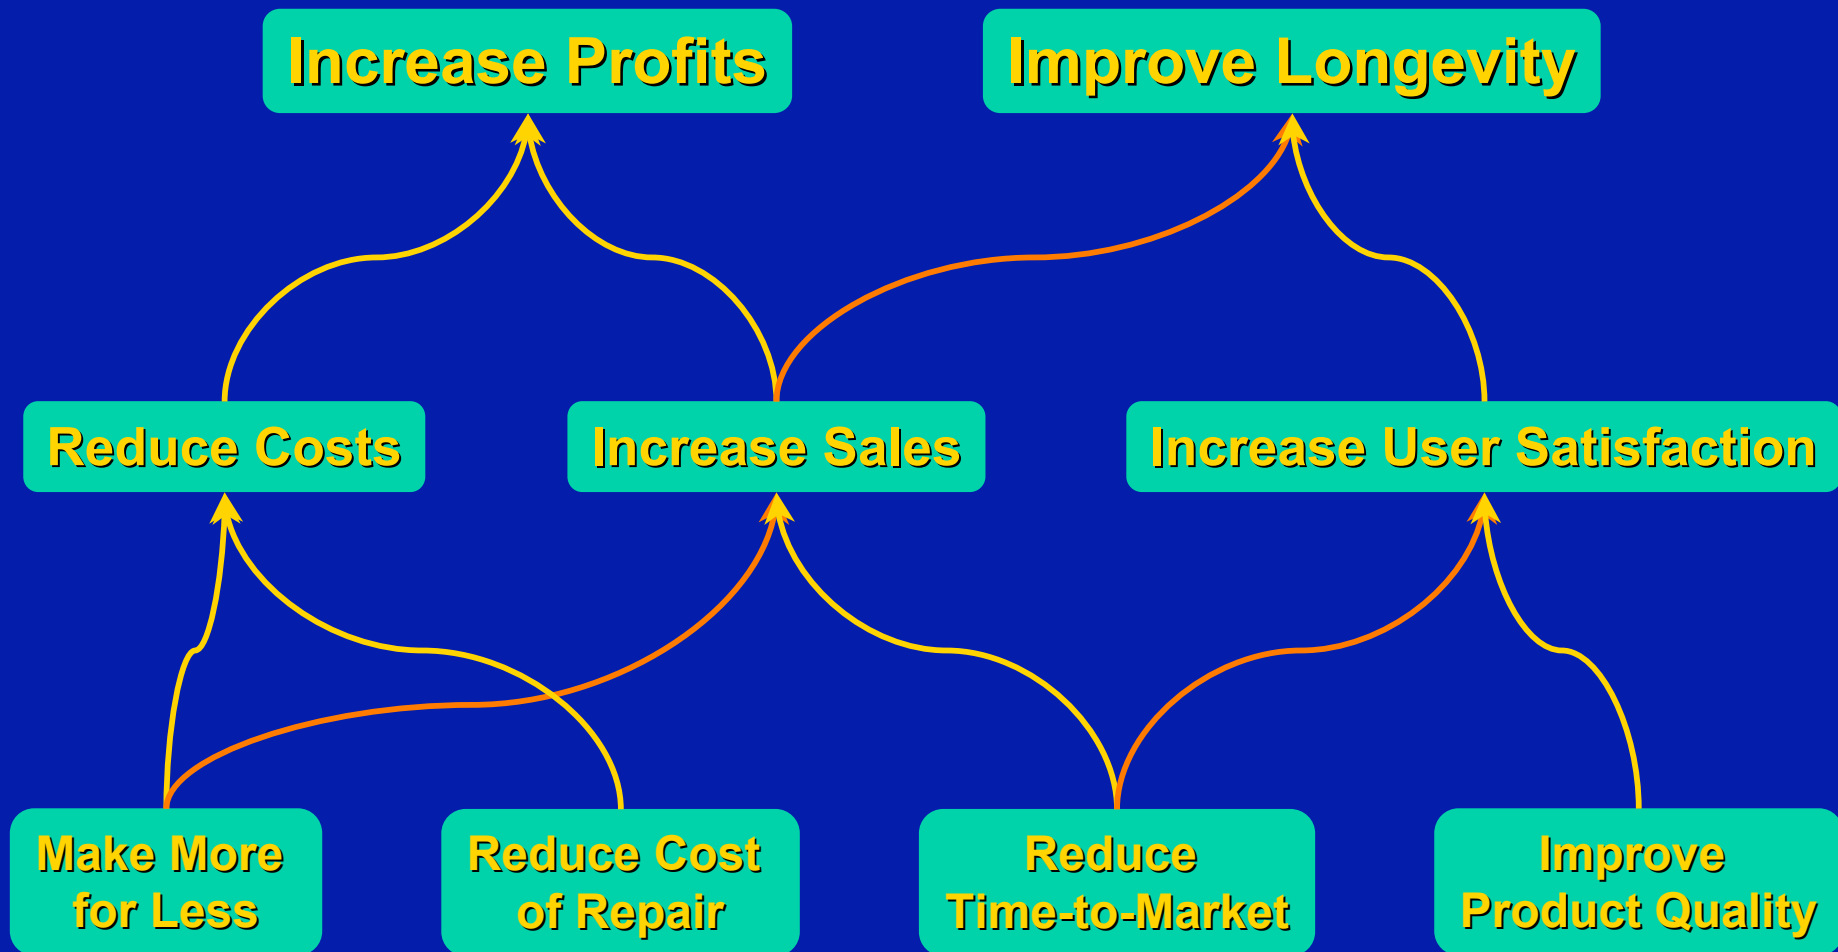 Increase Profits
Improve Longevity
Reduce Costs
Increase Sales
Increase User Satisfaction
Make More
for Less
Reduce Cost
of Repair
Reduce
Time-to-Market
Improve
Product Quality